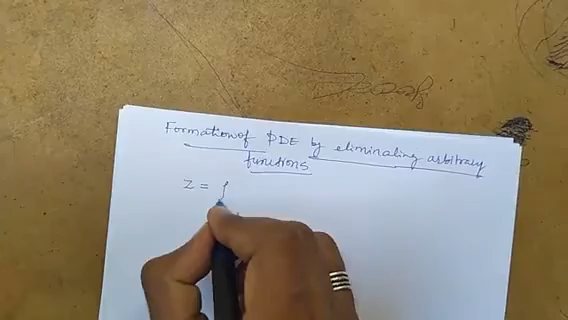 Formation of PDE by eliminating arbitrary
functions
Z = f